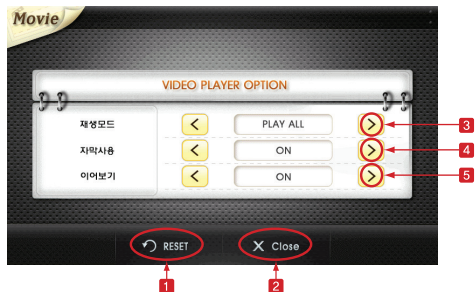 Movie
VIDEO PLAYER OPTION
재생모드 < PLAY ALL > 3
자막사용 < ON > 4
이어보기 < ON > 5
RESET X Close
1 2